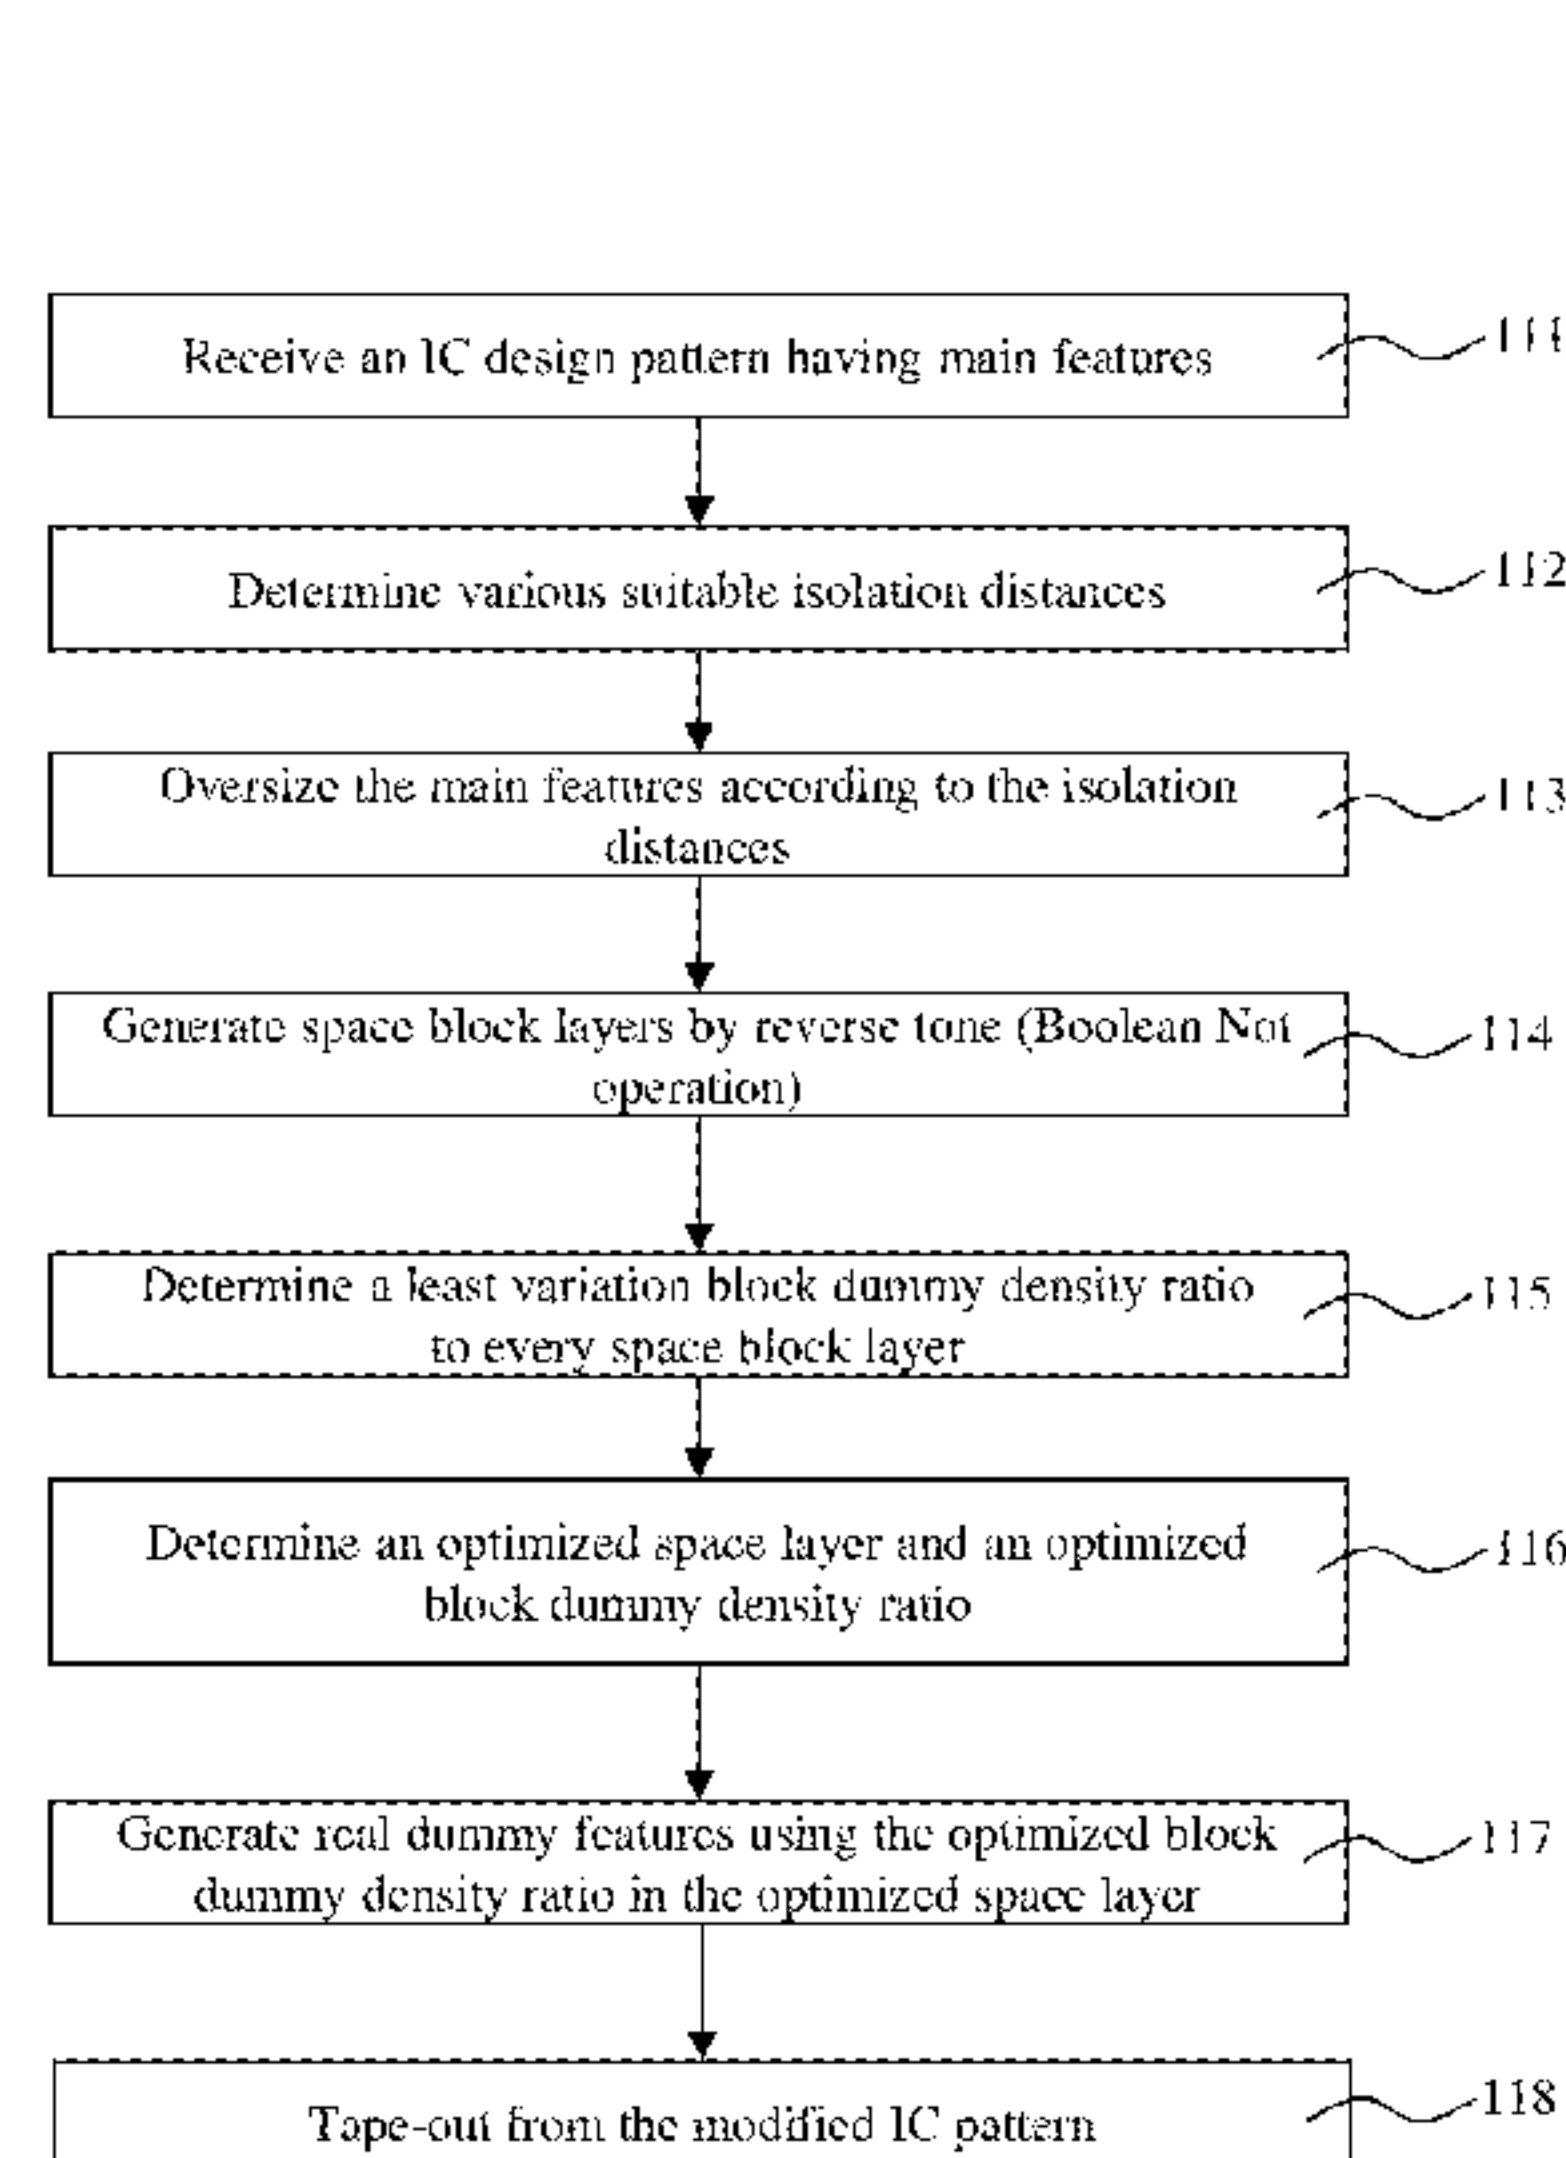 Receive an IC design pattern having main features
111
Determine various suitable isolation distances
112
Oversize the main features according to the isolation
distances
113
Generate space block layers by reverse tone (Boolean Not
operation)
114
Determine a least variation block dummy density ratio
to every space block layer
115
Determine an optimized space layer and an optimized
block dummy density ratio
116
Generate real dummy features using the optimized block
dummy density ratio in the optimized space layer
117
Tape-out from the modified IC pattern
118